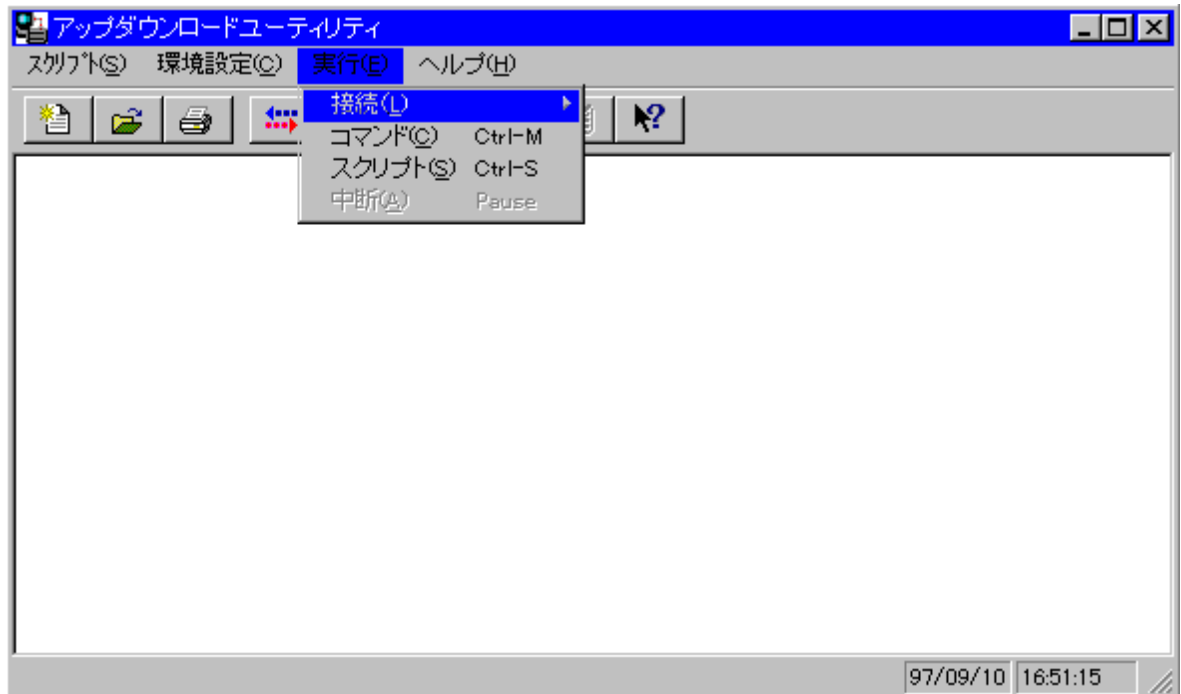 アップダウンロードユーティリティ
ｽｸﾘﾌﾟﾄ(S) 環境設定(C) 実行(E) ヘルプ(H)
接続(L)
コマンド(C) Ctrl-M
スクリプト(S) Ctrl-S
中断(A) Pause
97/09/10 16:51:15